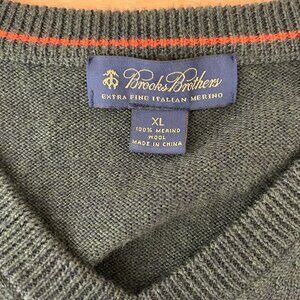 Brooks Brothers
EXTRA FINE ITALIAN MERINO
XL
100% MERINO
WOOL
MADE IN CHINA